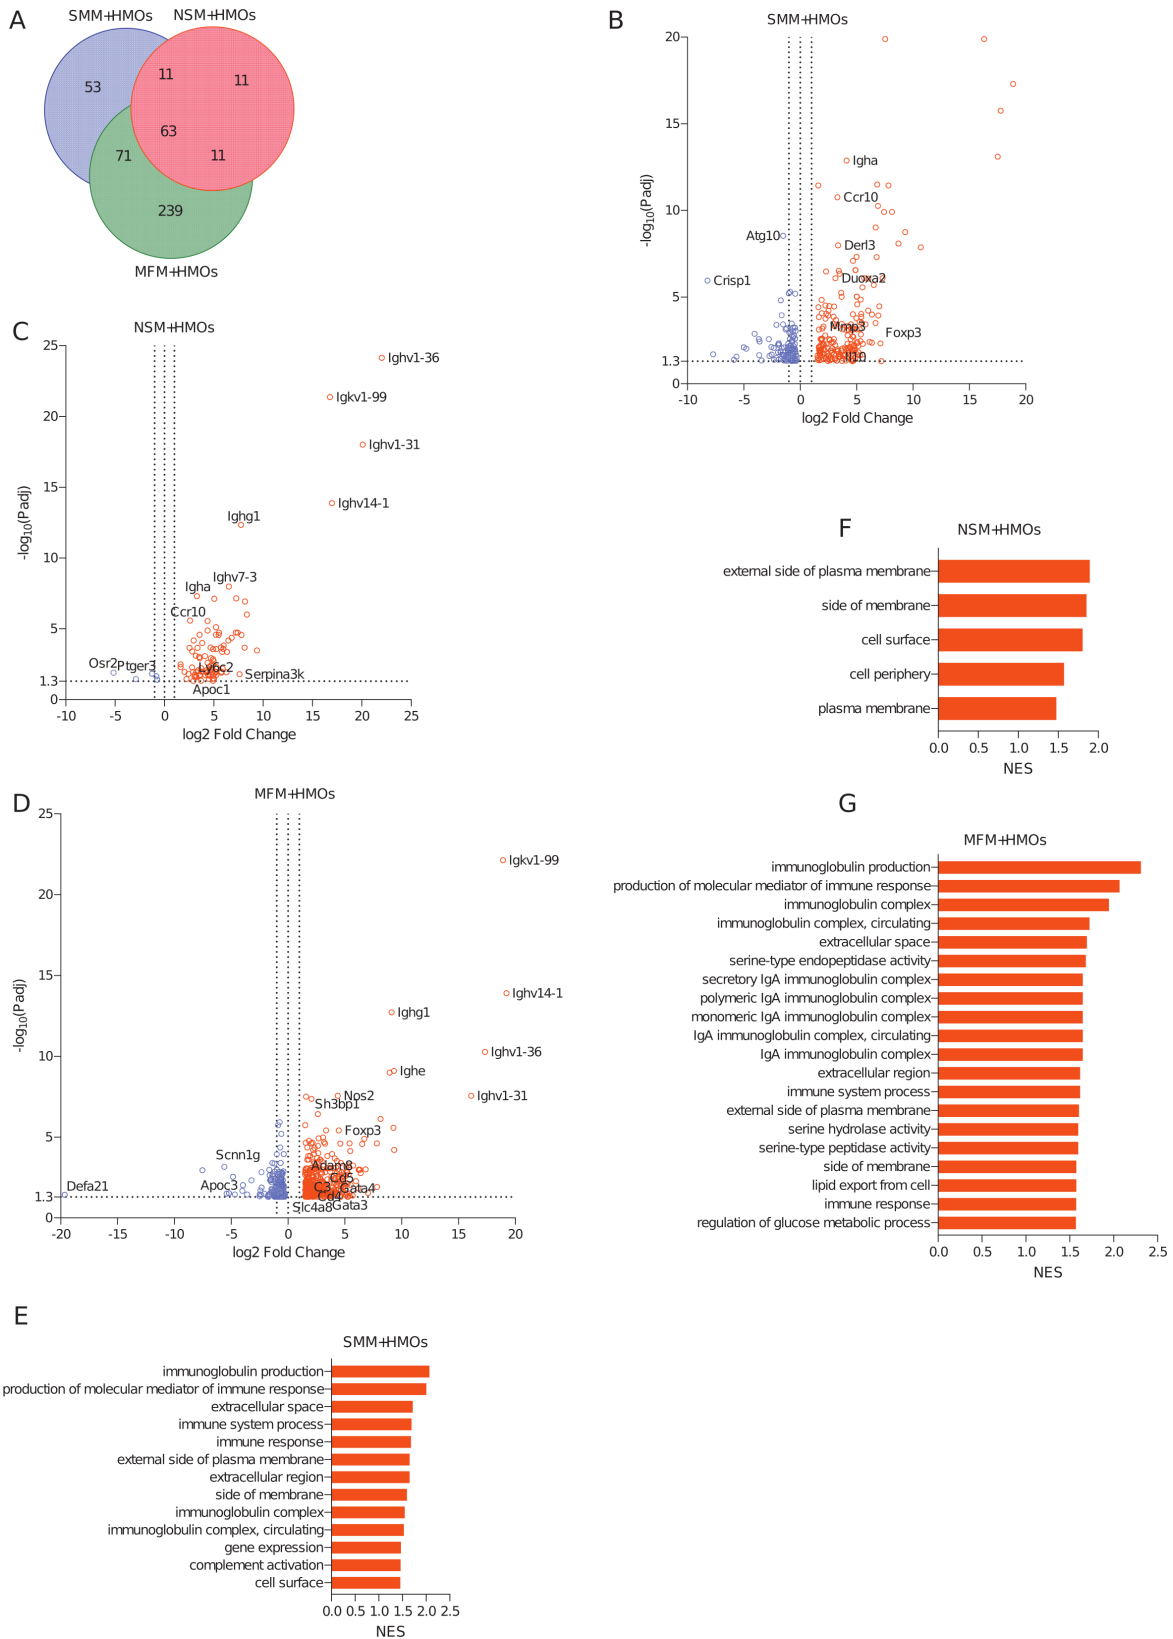 A
SMM+HMOs
NSM+HMOs
53
11
11
63
71
11
239
MFM+HMOs
B
SMM+HMOs
20
15
10
5
1.3
0
-log10(Padj)
Igha
Ccr10
Atg10
Derl3
Crisp1
Duoxa2
Mmp3
Foxp3
Il10
-10
-5
0
5
10
15
20
log2 Fold Change
C
NSM+HMOs
25
20
15
10
5
1.3
0
-log10(Padj)
Ighv1-36
Igkv1-99
Ighv1-31
Ighv14-1
Ighg1
Ighv7-3
Igha
Ccr10
Osr2
Ptger3
Ly6c2
Serpina3k
Apoc1
-10
-5
0
5
10
15
20
25
log2 Fold Change
D
MFM+HMOs
25
20
15
10
5
1.3
0
-log10(Padj)
Igkv1-99
Ighv14-1
Ighg1
Ighv1-36
Ighe
Nos2
Ighv1-31
Sh3bp1
Foxp3
Scnn1g
Adam8
Cd5
Apoc3
Defa21
C3
Gata4
Cd4
Slc4a8
Gata3
-20
-15
-10
-5
0
5
10
15
20
log2 Fold Change
E
SMM+HMOs
immunoglobulin production
production of molecular mediator of immune response
extracellular space
immune system process
immune response
external side of plasma membrane
extracellular region
side of membrane
immunoglobulin complex
immunoglobulin complex, circulating
gene expression
complement activation
cell surface
0.0 0.5 1.0 1.5 2.0 2.5
NES
F
NSM+HMOs
external side of plasma membrane
side of membrane
cell surface
cell periphery
plasma membrane
0.0 0.5 1.0 1.5 2.0
NES
G
MFM+HMOs
immunoglobulin production
production of molecular mediator of immune response
immunoglobulin complex
immunoglobulin complex, circulating
extracellular space
serine-type endopeptidase activity
secretory IgA immunoglobulin complex
polymeric IgA immunoglobulin complex
monomeric IgA immunoglobulin complex
IgA immunoglobulin complex, circulating
IgA immunoglobulin complex
extracellular region
immune system process
external side of plasma membrane
serine hydrolase activity
serine-type peptidase activity
side of membrane
lipid export from cell
immune response
regulation of glucose metabolic process
0.0 0.5 1.0 1.5 2.0 2.5
NES